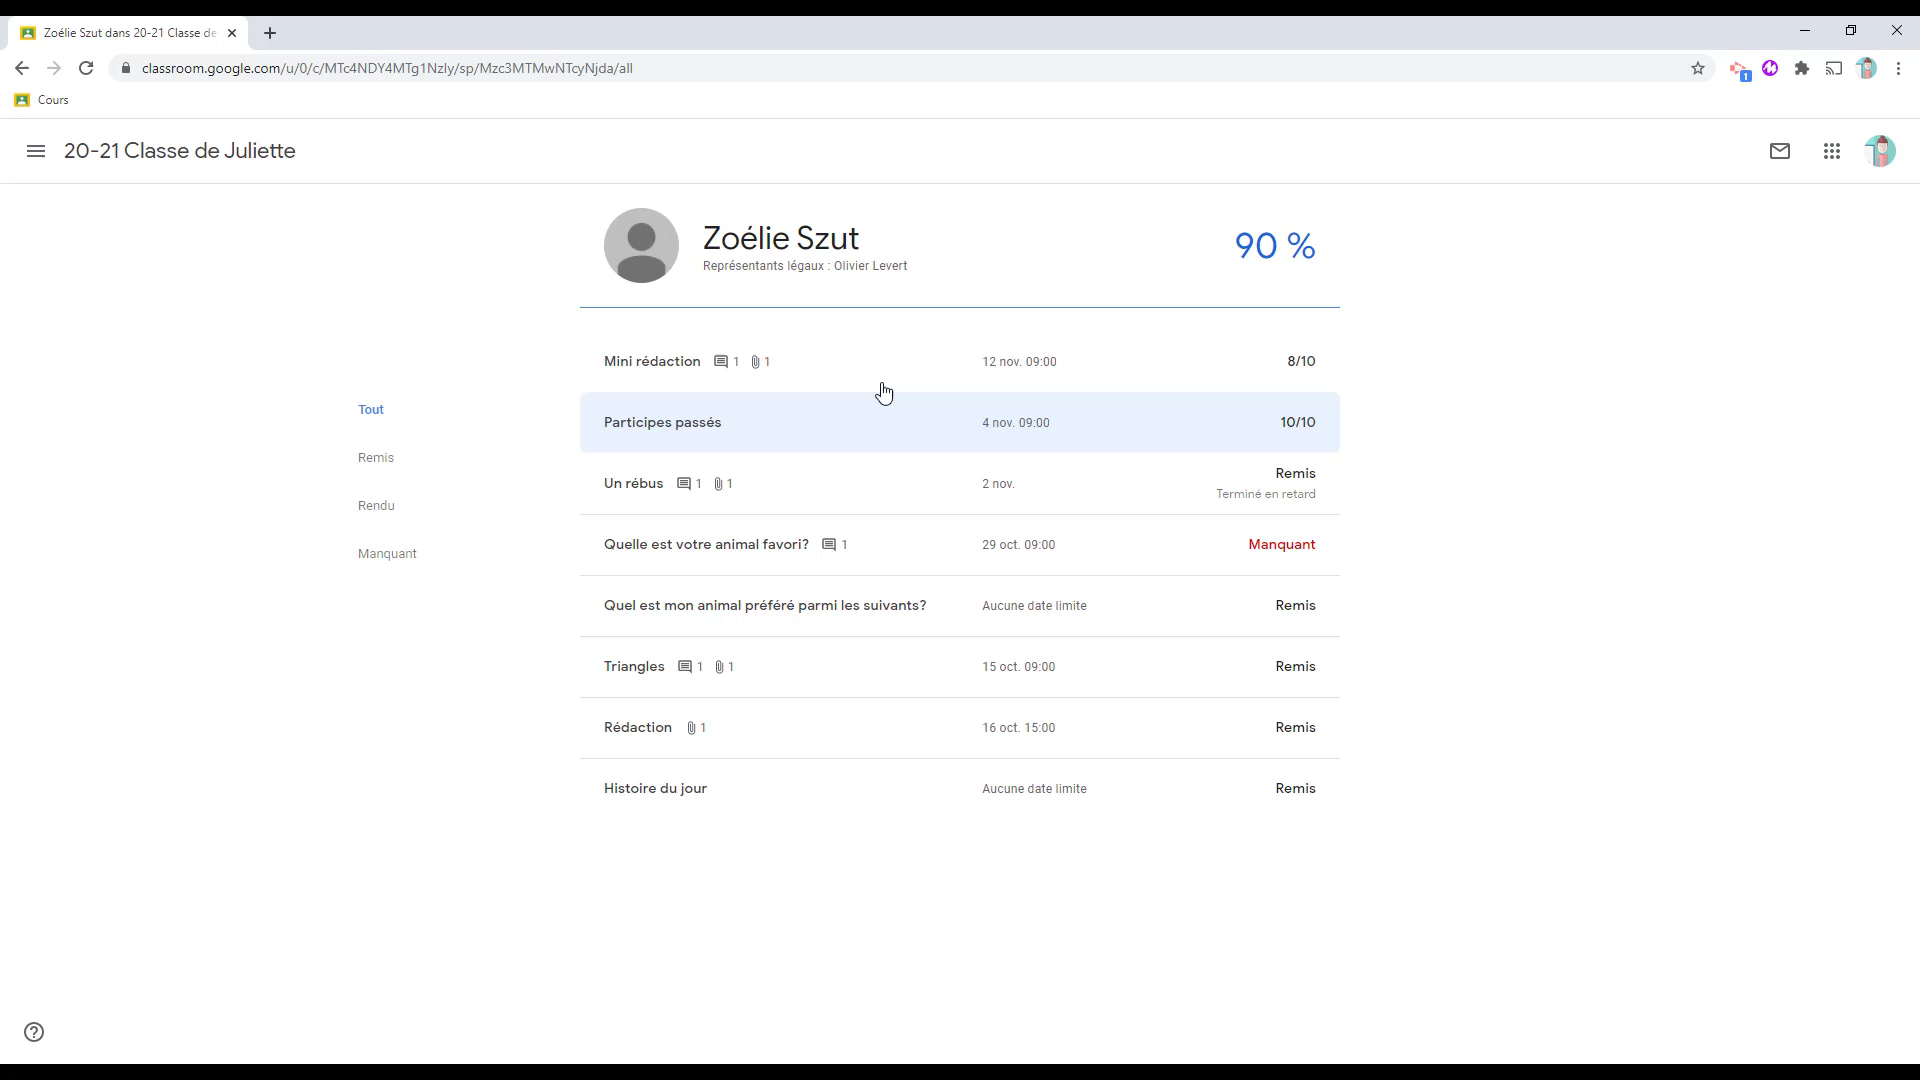 Zoélie Szut dans 20-21 Classe de
classroom.google.com/u/0/c/MTc4NDY4MTg1NzIy/sp/Mzc3MTMwNTcyNjda/all
1
Cours
20-21 Classe de Juliette
Zoélie Szut
Représentants légaux : Olivier Levert
90 %
Mini rédaction 1 1 12 nov. 09:00 8/10
Tout
Participes passés 4 nov. 09:00 10/10
Remis
Un rébus 1 1 2 nov. Remis
Terminé en retard
Rendu
Quelle est votre animal favori? 1 29 oct. 09:00 Manquant
Manquant
Quel est mon animal préféré parmi les suivants? Aucune date limite Remis
Triangles 1 1 15 oct. 09:00 Remis
Rédaction 1 16 oct. 15:00 Remis
Histoire du jour Aucune date limite Remis